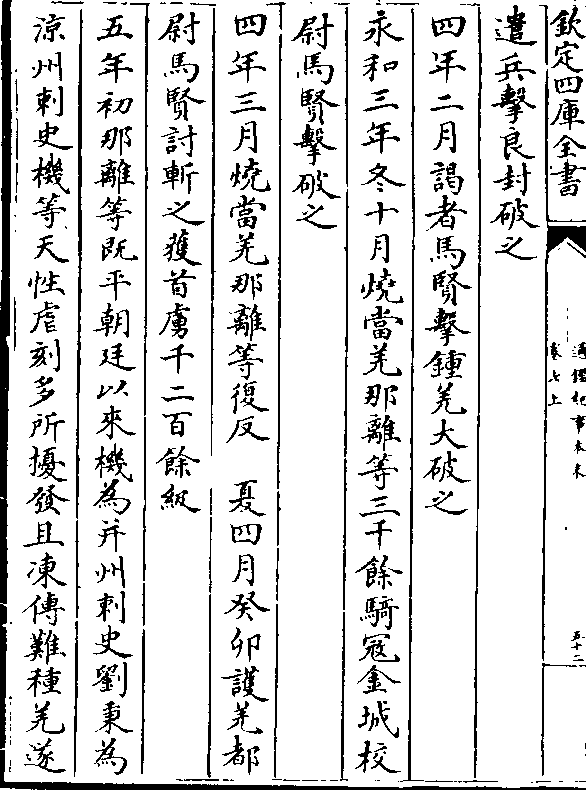 欽定四庫全書
通鑑紀事本末
卷七上
五十二
遣兵擊良封破之
四年二月謁者馬賢擊鍾羌大破之
永和三年冬十月燒當羌那離等三千餘騎寇金城校
尉馬賢擊破之
四年三月燒當羌那離等復反　夏四月癸卯護羌都
尉馬賢討斬之獲首虜千二百餘級
五年初那離等既平朝廷以來機為并州刺史劉秉為
涼州刺史機等天性虐刻多所擾發且凍傅難種羌遂